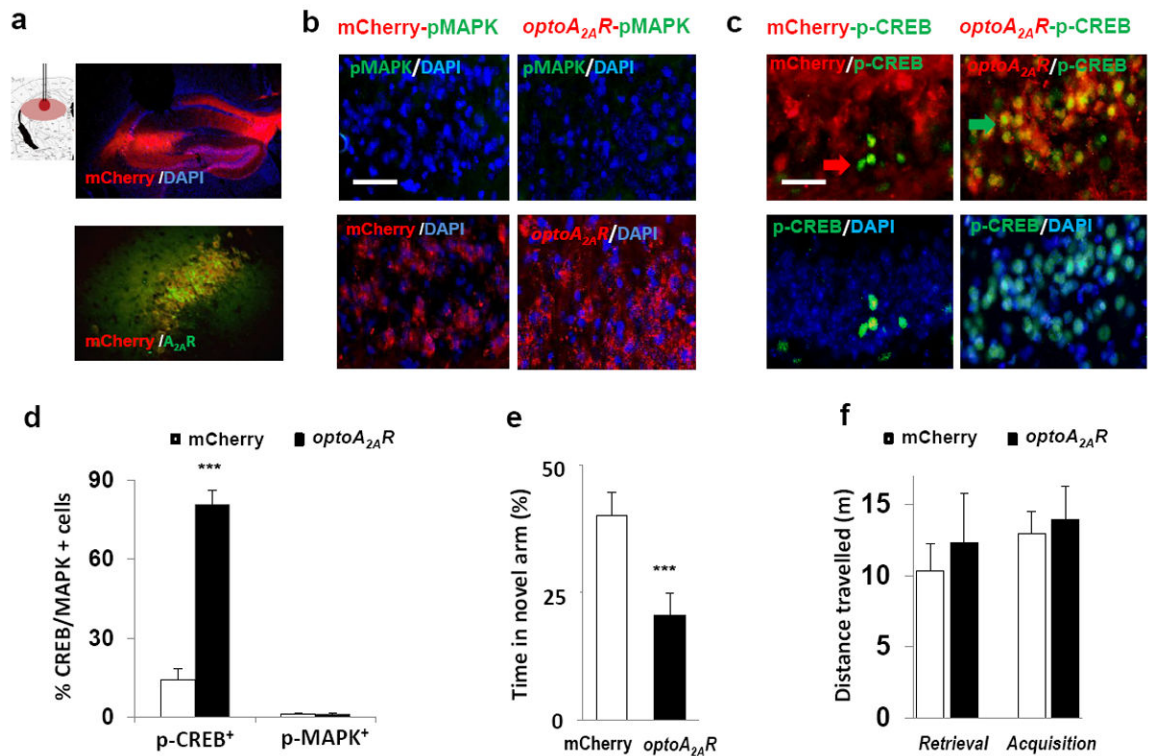 a
mCherry /DAPI
mCherry /A2AR
b
mCherry-pMAPK
optoA2AR-pMAPK
pMAPK/DAPI
pMAPK/DAPI
mCherry /DAPI
optoA2AR/DAPI
c
mCherry-p-CREB
optoA2AR-p-CREB
mCherry/p-CREB
optoA2AR/p-CREB
p-CREB/DAPI
p-CREB/DAPI
d
mCherry
optoA2AR
% CREB/MAPK + cells
90
60
30
0
***
p-CREB+
p-MAPK+
e
Time in novel arm (%)
50
25
0
***
mCherry
optoA2AR
f
mCherry
optoA2AR
Distance travelled (m)
15
10
5
0
Retrieval
Acquisition